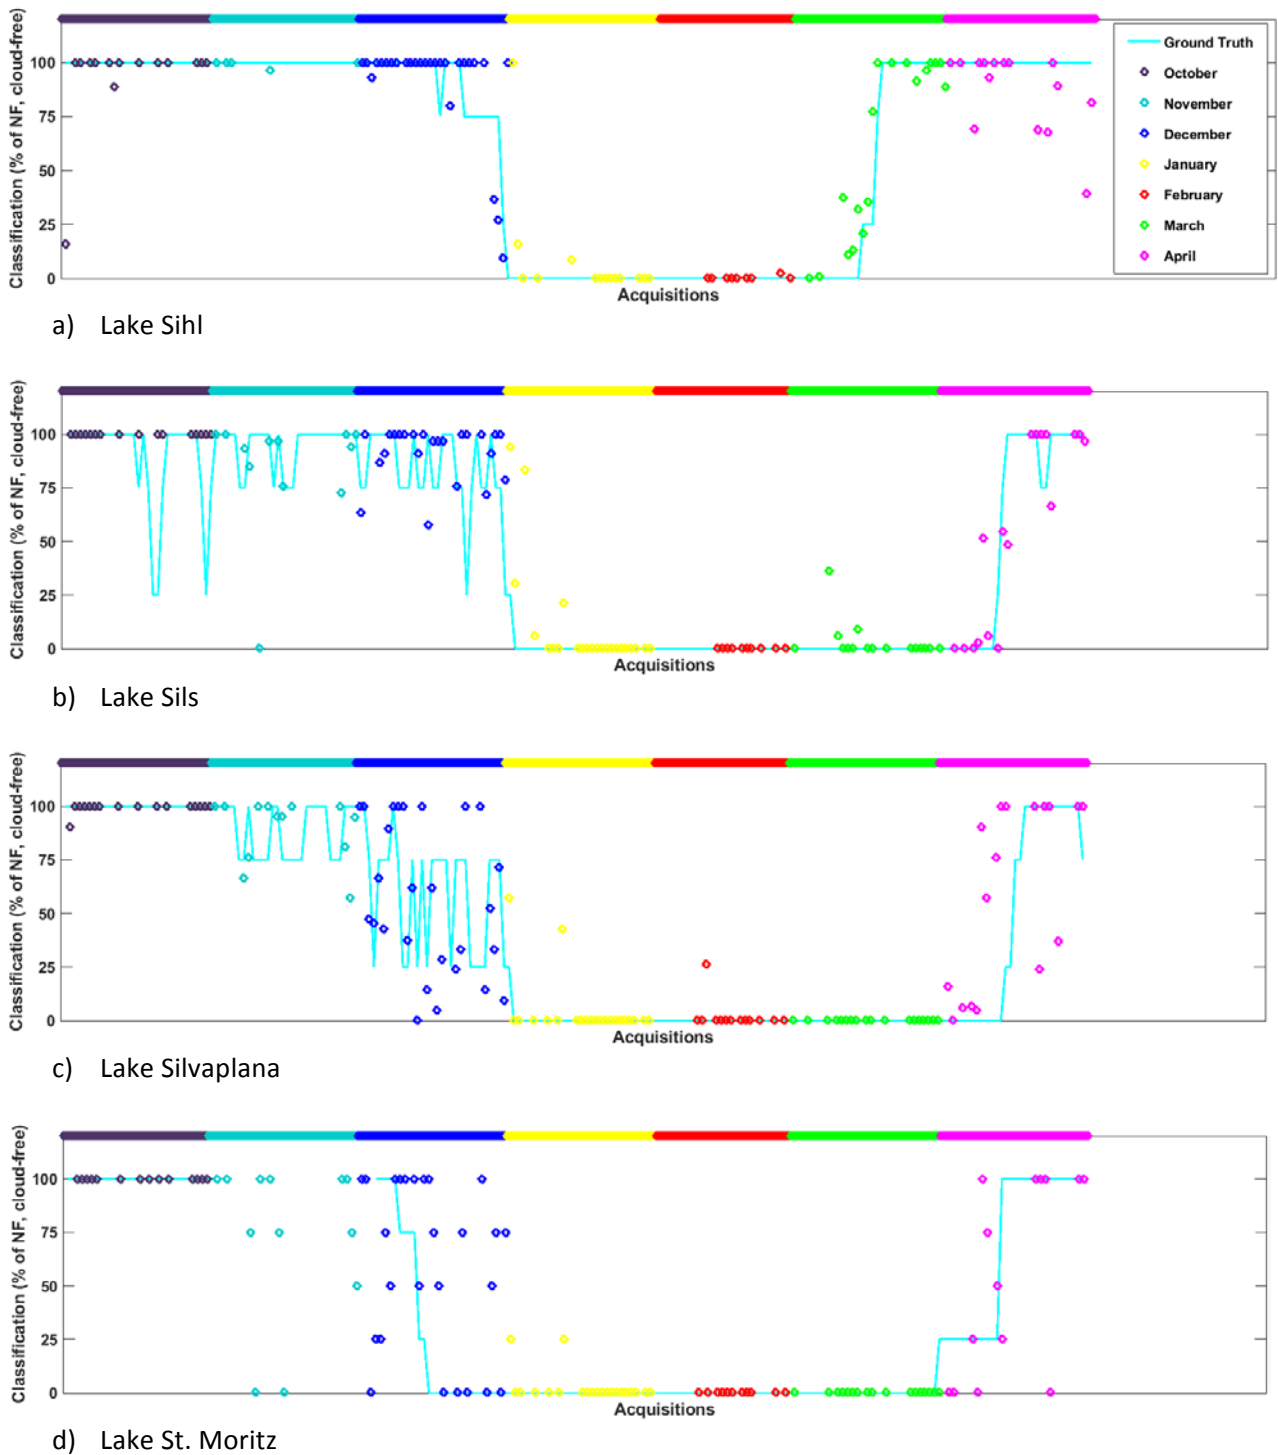 Classification (% of NF, cloud-free)
100
75
50
25
0
Acquisitions
Ground Truth
October
November
December
January
February
March
April
a) Lake Sihl
Classification (% of NF, cloud-free)
100
75
50
25
0
Acquisitions
b) Lake Sils
Classification (% of NF, cloud-free)
100
75
50
25
0
Acquisitions
c) Lake Silvaplana
Classification (% of NF, cloud-free)
100
75
50
25
0
Acquisitions
d) Lake St. Moritz